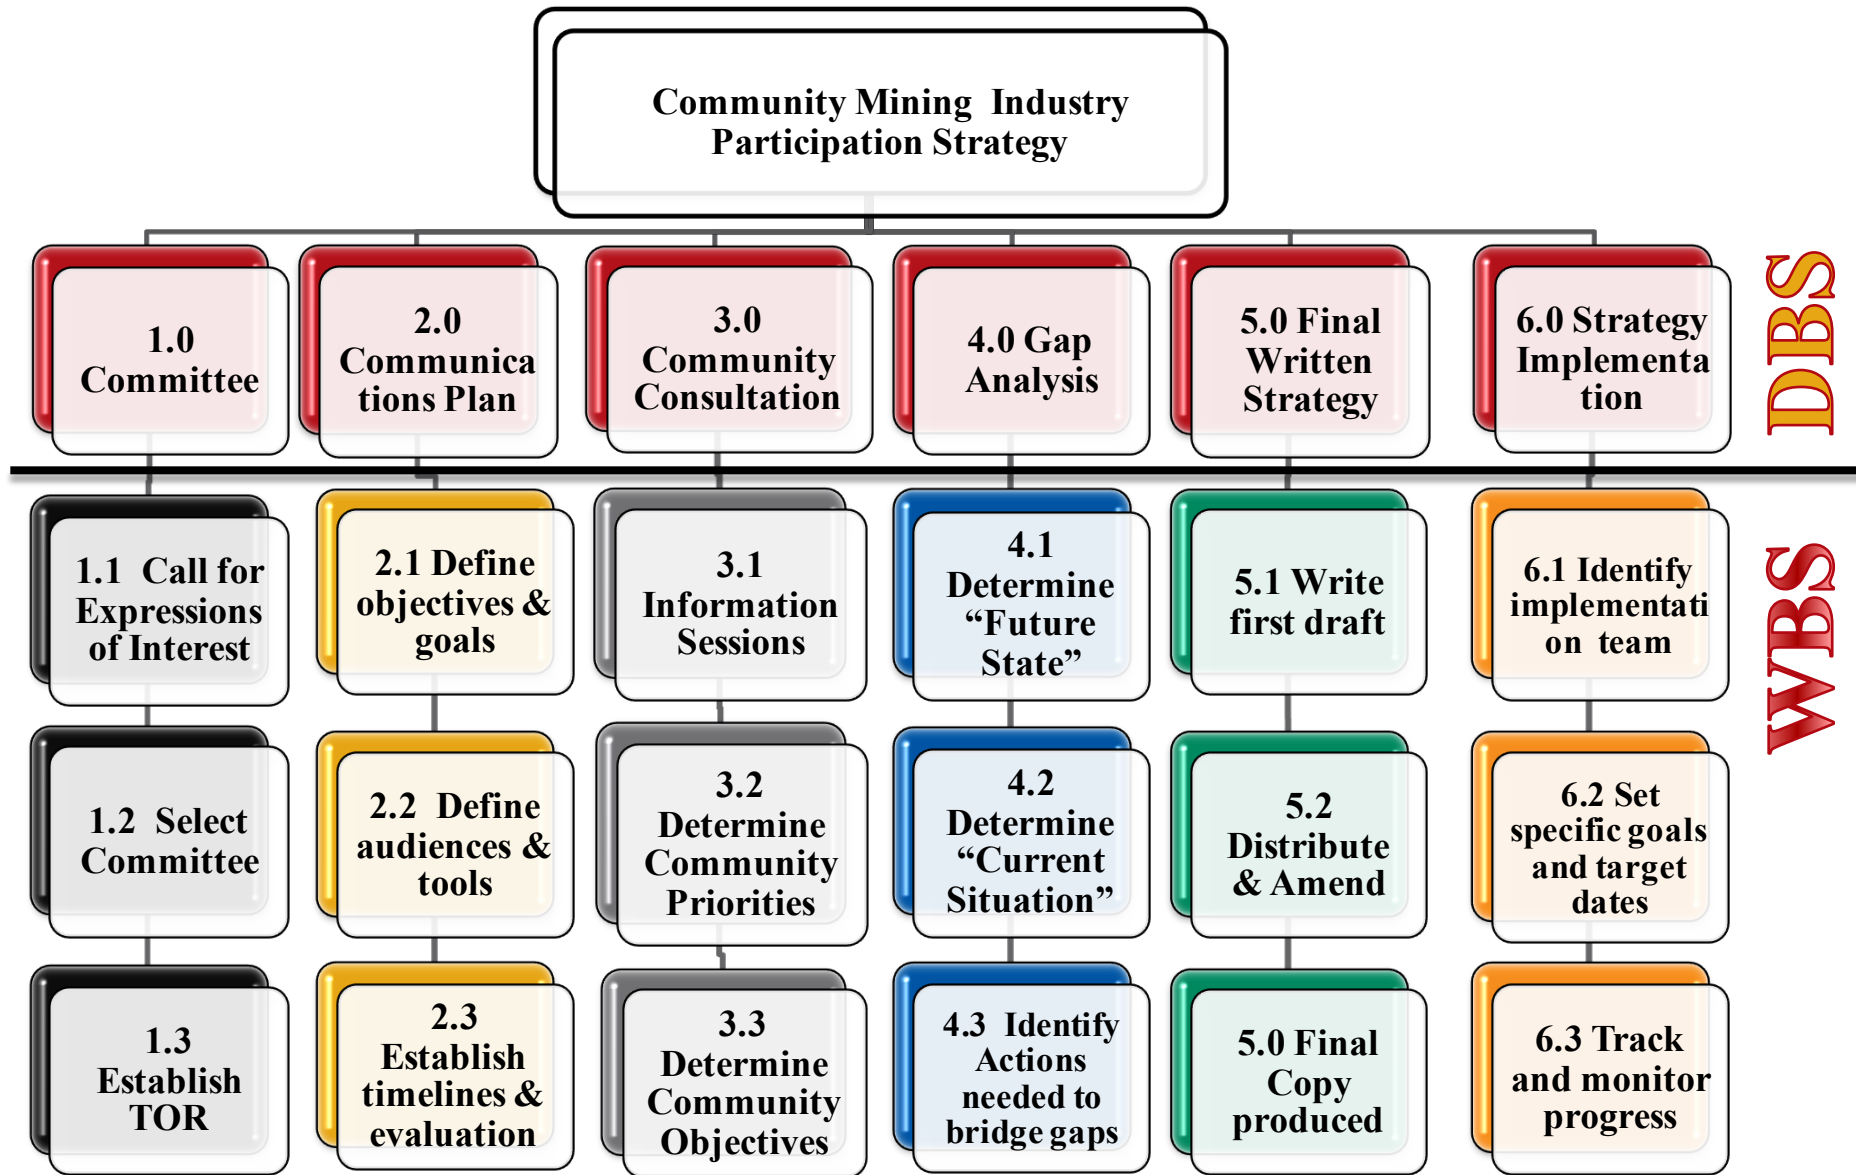 Community Mining  Industry
Participation Strategy
1.0
Committee
2.0
Communica
tions Plan
3.0
Community
Consultation
4.0 Gap
Analysis
5.0 Final
Written
Strategy
6.0 Strategy
Implementa
tion
DBS
1.1  Call for
Expressions
of Interest
2.1 Define
objectives &
goals
3.1
Information
Sessions
4.1
Determine
“Future
State”
5.1 Write
first draft
6.1 Identify
implementati
on  team
WBS
1.2  Select
Committee
2.2  Define
audiences &
tools
3.2
Determine
Community
Priorities
4.2
Determine
“Current
Situation”
5.2
Distribute
& Amend
6.2 Set
specific goals
and target
dates
1.3
Establish
TOR
2.3
Establish
timelines &
evaluation
3.3
Determine
Community
Objectives
4.3  Identify
Actions
needed to
bridge gaps
5.0 Final
Copy
produced
6.3 Track
and monitor
progress